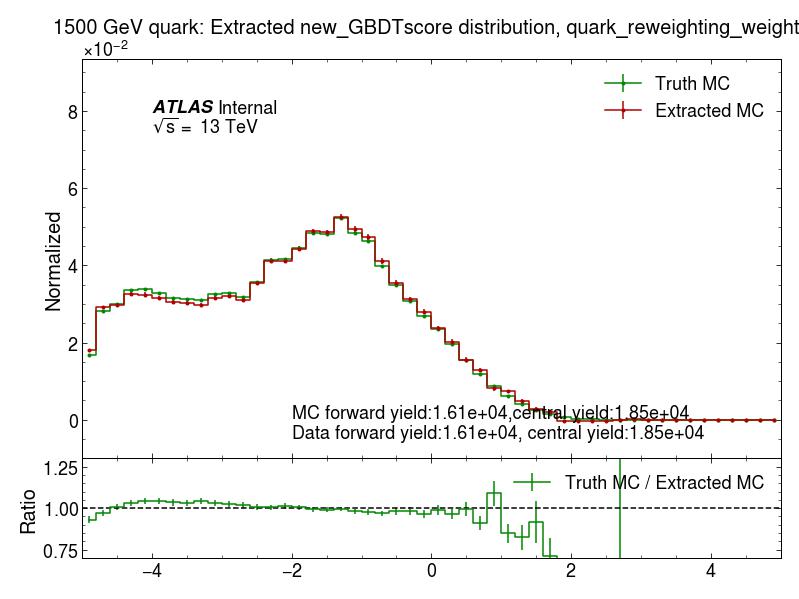 1500 GeV quark: Extracted new_GBDTscore distribution, quark_reweighting_weight
×10⁻²
Truth MC
Extracted MC
ATLAS Internal
√s = 13 TeV
8
6
4
2
0
Normalized
MC forward yield:1.61e+04,central yield:1.85e+04
Data forward yield:1.61e+04, central yield:1.85e+04
Truth MC / Extracted MC
1.25
1.00
0.75
Ratio
−4 −2 0 2 4